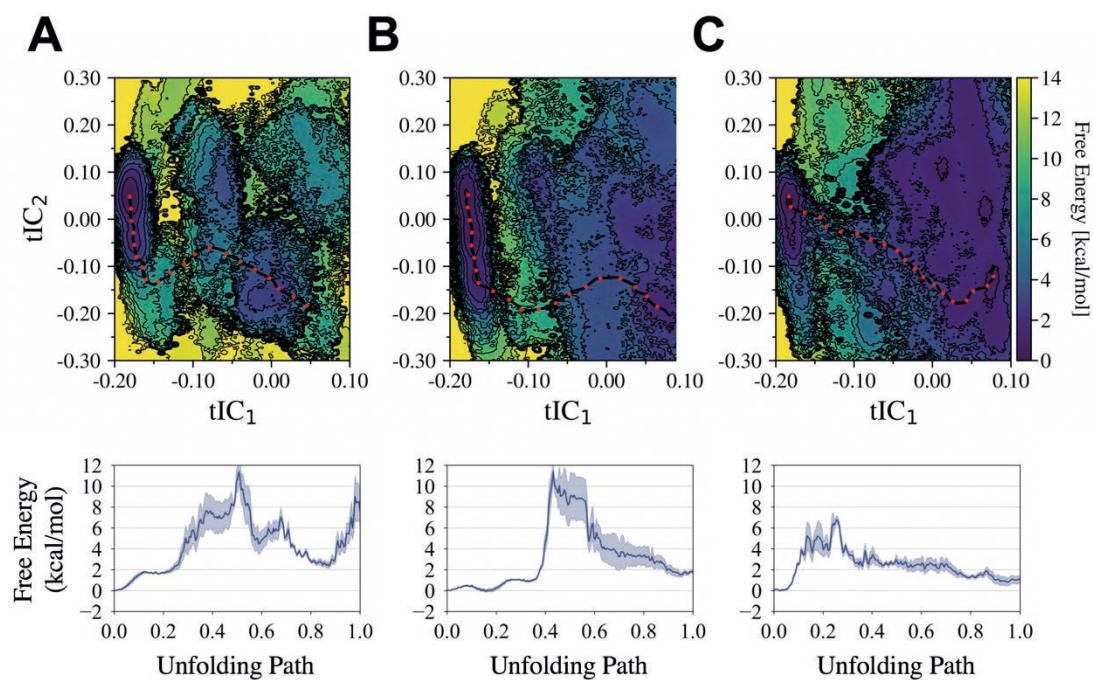 A B C
0.30 0.30 0.30 14
0.20 0.20 0.20 12
0.10 0.10 0.10 10
0.00 0.00 0.00 8
-0.10 -0.10 -0.10 6
-0.20 -0.20 -0.20 4
-0.30 -0.30 -0.30 2
0
tIC₂
Free Energy [kcal/mol]
-0.20 -0.10 0.00 0.10 -0.20 -0.10 0.00 0.10 -0.20 -0.10 0.00 0.10
tIC₁ tIC₁ tIC₁
Free Energy
(kcal/mol)
12 12 12
10 10 10
8 8 8
6 6 6
4 4 4
2 2 2
0 0 0
−2 −2 −2
0.0 0.2 0.4 0.6 0.8 1.0 0.0 0.2 0.4 0.6 0.8 1.0 0.0 0.2 0.4 0.6 0.8 1.0
Unfolding Path Unfolding Path Unfolding Path